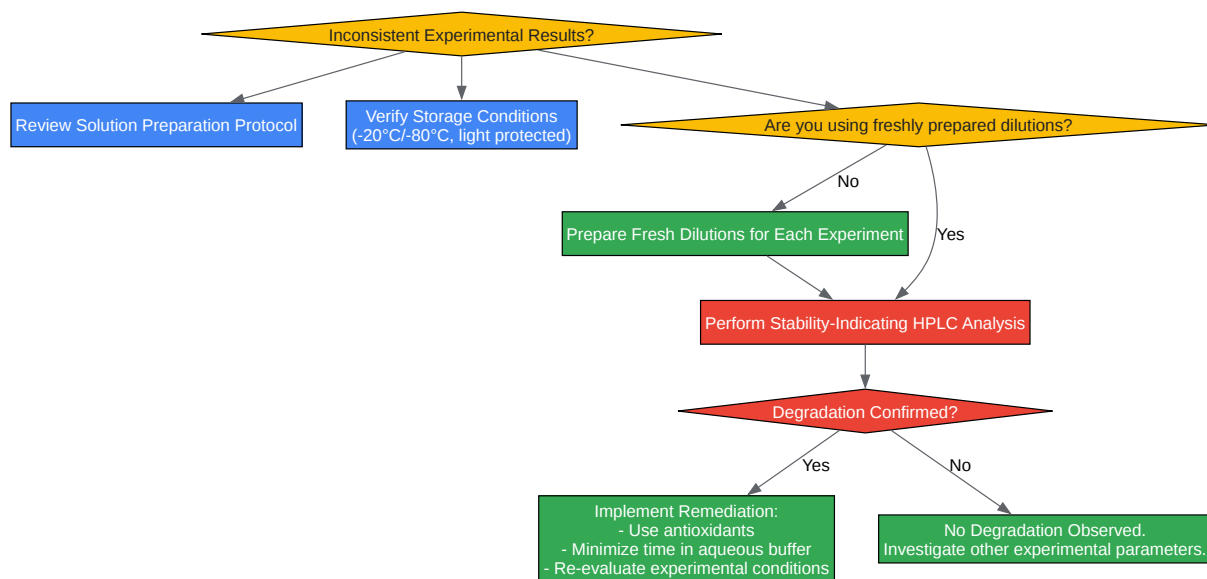 Inconsistent Experimental Results?
Review Solution Preparation Protocol
Verify Storage Conditions
(-20°C/-80°C, light protected)
Are you using freshly prepared dilutions?
No
Yes
Prepare Fresh Dilutions for Each Experiment
Perform Stability-Indicating HPLC Analysis
Degradation Confirmed?
Yes
No
Implement Remediation:
- Use antioxidants
- Minimize time in aqueous buffer
- Re-evaluate experimental conditions
No Degradation Observed.
Investigate other experimental parameters.